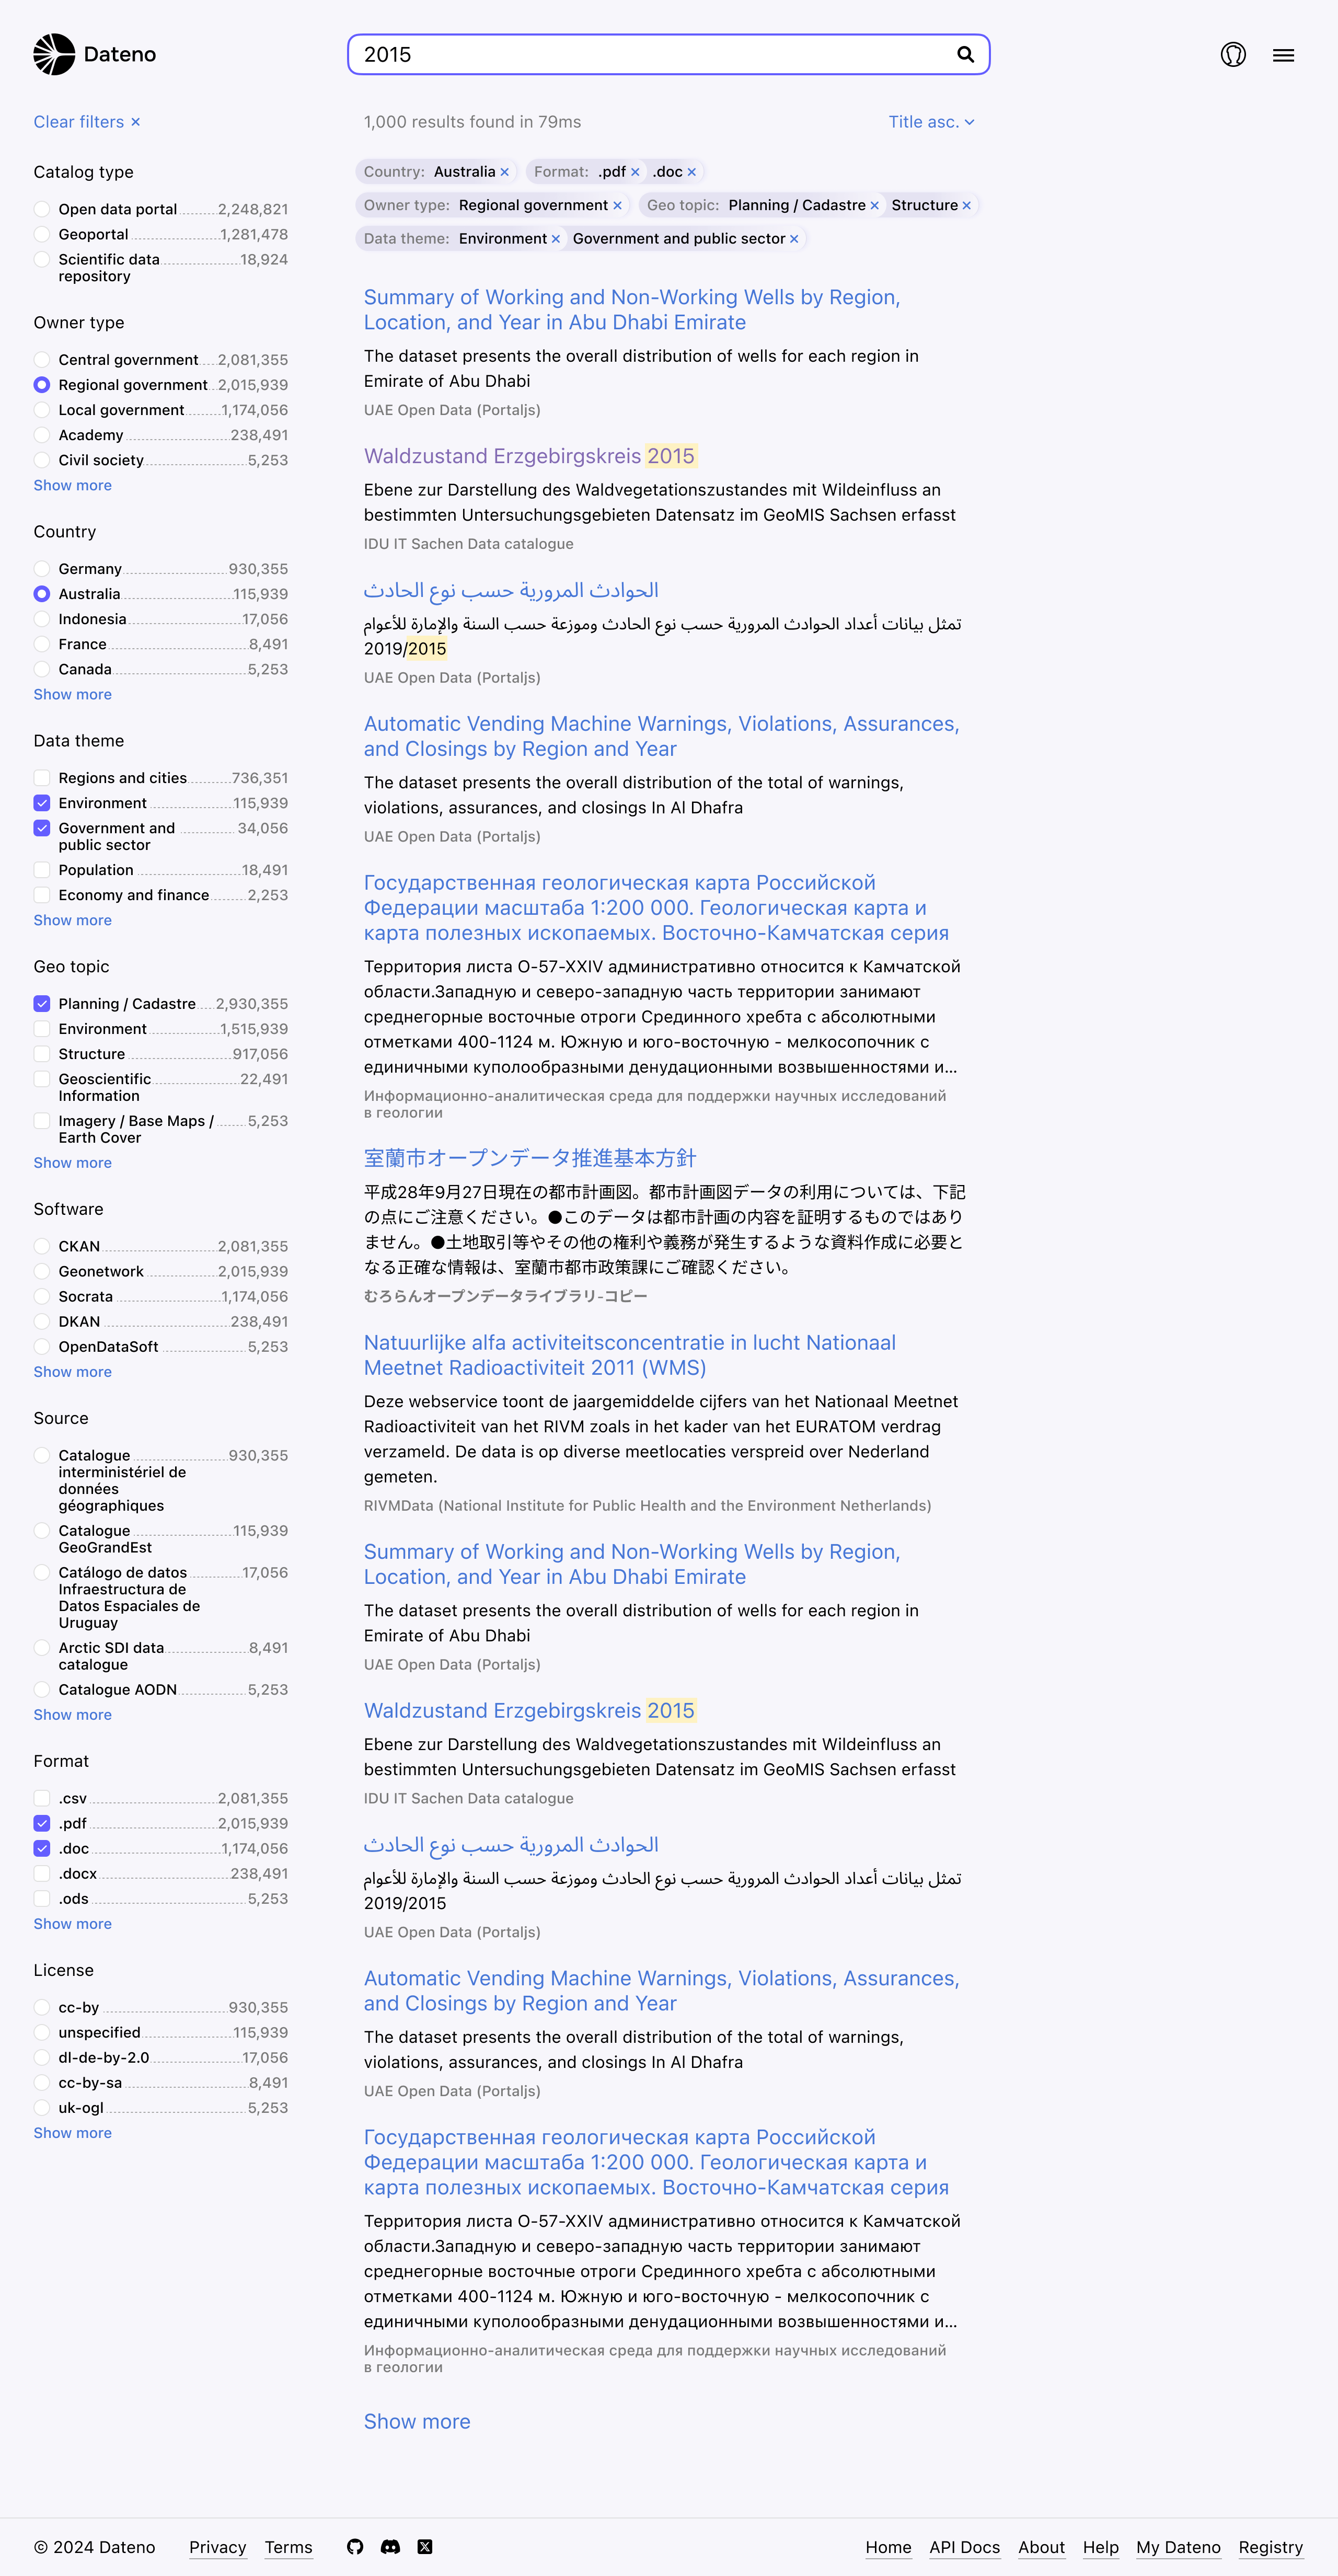 Dateno
2015
Clear filters ×
1,000 results found in 79ms
Title asc.
Catalog type
Open data portal 2,248,821
Geoportal 1,281,478
Scientific data 18,924
repository
Owner type
Central government 2,081,355
Regional government 2,015,939
Local government 1,174,056
Academy 238,491
Civil society 5,253
Show more
Country
Germany 930,355
Australia 115,939
Indonesia 17,056
France 8,491
Canada 5,253
Show more
Data theme
Regions and cities 736,351
Environment 115,939
Government and 34,056
public sector
Population 18,491
Economy and finance 2,253
Show more
Geo topic
Planning / Cadastre 2,930,355
Environment 1,515,939
Structure 917,056
Geoscientific 22,491
Information
Imagery / Base Maps / 5,253
Earth Cover
Show more
Software
CKAN 2,081,355
Geonetwork 2,015,939
Socrata 1,174,056
DKAN 238,491
OpenDataSoft 5,253
Show more
Source
Catalogue 930,355
interministériel de
données
géographiques
Catalogue 115,939
GeoGrandEst
Catálogo de datos 17,056
Infraestructura de
Datos Espaciales de
Uruguay
Arctic SDI data 8,491
catalogue
Catalogue AODN 5,253
Show more
Format
.csv 2,081,355
.pdf 2,015,939
.doc 1,174,056
.docx 238,491
.ods 5,253
Show more
License
cc-by 930,355
unspecified 115,939
dl-de-by-2.0 17,056
cc-by-sa 8,491
uk-ogl 5,253
Show more
Country: Australia × Format: .pdf × .doc ×
Owner type: Regional government × Geo topic: Planning / Cadastre × Structure ×
Data theme: Environment × Government and public sector ×
Summary of Working and Non-Working Wells by Region,
Location, and Year in Abu Dhabi Emirate
The dataset presents the overall distribution of wells for each region in
Emirate of Abu Dhabi
UAE Open Data (Portaljs)
Waldzustand Erzgebirgskreis 2015
Ebene zur Darstellung des Waldvegetationszustandes mit Wildeinfluss an
bestimmten Untersuchungsgebieten Datensatz im GeoMIS Sachsen erfasst
IDU IT Sachen Data catalogue
الحوادث المرورية حسب نوع الحادث
تمثل بيانات أعداد الحوادث المرورية حسب نوع الحادث وموزعة حسب السنة والإمارة للأعوام
2019/2015
UAE Open Data (Portaljs)
Automatic Vending Machine Warnings, Violations, Assurances,
and Closings by Region and Year
The dataset presents the overall distribution of the total of warnings,
violations, assurances, and closings In Al Dhafra
UAE Open Data (Portaljs)
Государственная геологическая карта Российской
Федерации масштаба 1:200 000. Геологическая карта и
карта полезных ископаемых. Восточно-Камчатская серия
Территория листа О-57-XXIV административно относится к Камчатской
области.Западную и северо-западную часть территории занимают
среднегорные восточные отроги Срединного хребта с абсолютными
отметками 400-1124 м. Южную и юго-восточную - мелкосопочник с
единичными куполообразными денудационными возвышенностями и...
Информационно-аналитическая среда для поддержки научных исследований
в геологии
室蘭市オープンデータ推進基本方針
平成28年9月27日現在の都市計画図。都市計画図データの利用については、下記
の点にご注意ください。●このデータは都市計画の内容を証明するものではあり
ません。●土地取引等やその他の権利や義務が発生するような資料作成に必要と
なる正確な情報は、室蘭市都市政策課にご確認ください。
むろらんオープンデータライブラリ-コピー
Natuurlijke alfa activiteitsconcentratie in lucht Nationaal
Meetnet Radioactiviteit 2011 (WMS)
Deze webservice toont de jaargemiddelde cijfers van het Nationaal Meetnet
Radioactiviteit van het RIVM zoals in het kader van het EURATOM verdrag
verzameld. De data is op diverse meetlocaties verspreid over Nederland
gemeten.
RIVMData (National Institute for Public Health and the Environment Netherlands)
Summary of Working and Non-Working Wells by Region,
Location, and Year in Abu Dhabi Emirate
The dataset presents the overall distribution of wells for each region in
Emirate of Abu Dhabi
UAE Open Data (Portaljs)
Waldzustand Erzgebirgskreis 2015
Ebene zur Darstellung des Waldvegetationszustandes mit Wildeinfluss an
bestimmten Untersuchungsgebieten Datensatz im GeoMIS Sachsen erfasst
IDU IT Sachen Data catalogue
الحوادث المرورية حسب نوع الحادث
تمثل بيانات أعداد الحوادث المرورية حسب نوع الحادث وموزعة حسب السنة والإمارة للأعوام
2019/2015
UAE Open Data (Portaljs)
Automatic Vending Machine Warnings, Violations, Assurances,
and Closings by Region and Year
The dataset presents the overall distribution of the total of warnings,
violations, assurances, and closings In Al Dhafra
UAE Open Data (Portaljs)
Государственная геологическая карта Российской
Федерации масштаба 1:200 000. Геологическая карта и
карта полезных ископаемых. Восточно-Камчатская серия
Территория листа О-57-XXIV административно относится к Камчатской
области.Западную и северо-западную часть территории занимают
среднегорные восточные отроги Срединного хребта с абсолютными
отметками 400-1124 м. Южную и юго-восточную - мелкосопочник с
единичными куполообразными денудационными возвышенностями и...
Информационно-аналитическая среда для поддержки научных исследований
в геологии
Show more
© 2024 Dateno Privacy Terms Home API Docs About Help My Dateno Registry